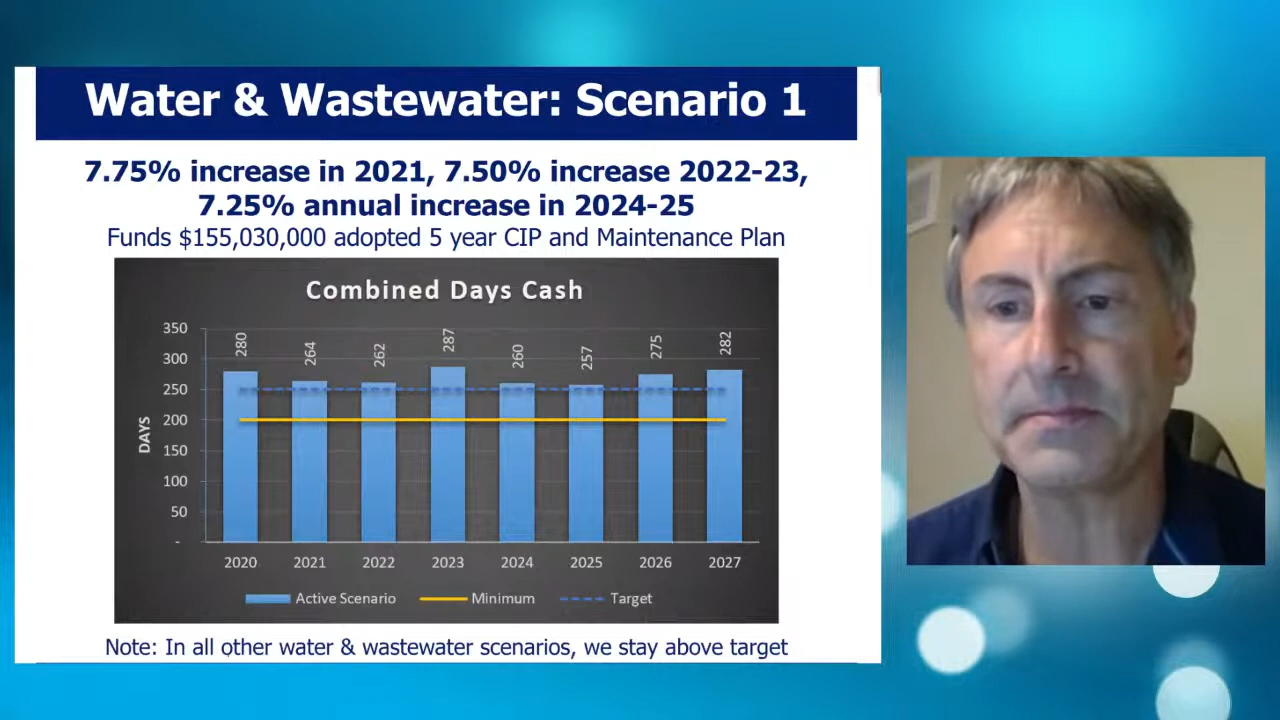 Water & Wastewater: Scenario 1
7.75% increase in 2021, 7.50% increase 2022-23,
7.25% annual increase in 2024-25
Funds $155,030,000 adopted 5 year CIP and Maintenance Plan
Combined Days Cash
350
300
250
200
150
100
50
-
DAYS
280
264
262
287
260
257
275
282
2020 2021 2022 2023 2024 2025 2026 2027
Active Scenario Minimum Target
Note: In all other water & wastewater scenarios, we stay above target